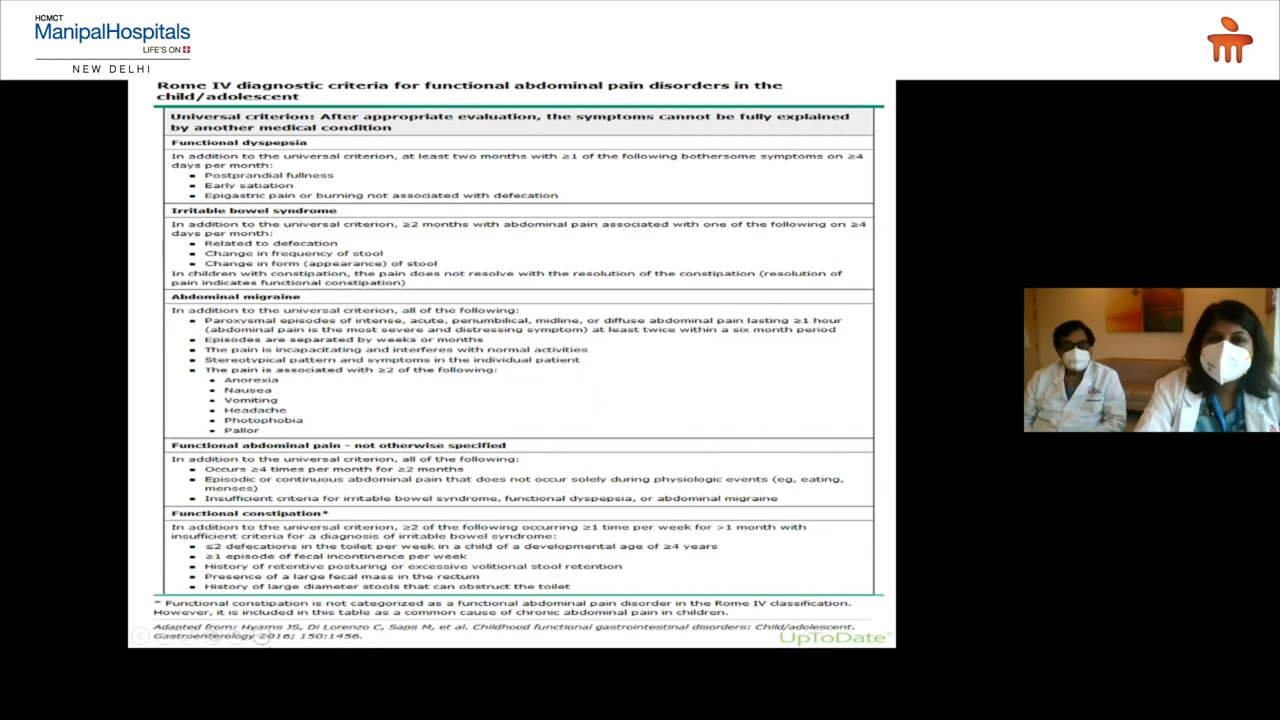 HCMCT
ManipalHospitals
LIFE'S ON
NEW DELHI
Rome IV diagnostic criteria for functional abdominal pain disorders in the
child/adolescent
Universal criterion: After appropriate evaluation, the symptoms cannot be fully explained
by another medical condition
Functional dyspepsia
In addition to the universal criterion, at least two months with ≥1 of the following bothersome symptoms on ≥4
days per month:
• Postprandial fullness
• Early satiation
• Epigastric pain or burning not associated with defecation
Irritable bowel syndrome
In addition to the universal criterion, ≥2 months with abdominal pain associated with one of the following on ≥4
days per month:
• Related to defecation
• Change in frequency of stool
• Change in form (appearance) of stool
In children with constipation, the pain does not resolve with the resolution of the constipation (resolution of
pain indicates functional constipation)
Abdominal migraine
In addition to the universal criterion, all of the following:
• Paroxysmal episodes of intense, acute, periumbilical, midline, or diffuse abdominal pain lasting ≥1 hour
(abdominal pain is the most severe and distressing symptom) at least twice within a six month period
• Episodes are separated by weeks or months
• The pain is incapacitating and interferes with normal activities
• Stereotypical pattern and symptoms in the individual patient
• The pain is associated with ≥2 of the following:
• Anorexia
• Nausea
• Vomiting
• Headache
• Photophobia
• Pallor
Functional abdominal pain - not otherwise specified
In addition to the universal criterion, all of the following:
• Occurs ≥4 times per month for ≥2 months
• Episodic or continuous abdominal pain that does not occur solely during physiologic events (eg, eating,
menses)
• Insufficient criteria for irritable bowel syndrome, functional dyspepsia, or abdominal migraine
Functional constipation*
In addition to the universal criterion, ≥2 of the following occurring ≥1 time per week for >1 month with
insufficient criteria for a diagnosis of irritable bowel syndrome:
• ≤2 defecations in the toilet per week in a child of a developmental age of ≥4 years
• ≥1 episode of fecal incontinence per week
• History of retentive posturing or excessive volitional stool retention
• Presence of a large fecal mass in the rectum
• History of large diameter stools that can obstruct the toilet
* Functional constipation is not categorized as a functional abdominal pain disorder in the Rome IV classification.
However, it is included in this table as a common cause of chronic abdominal pain in children.
Adapted from: Hyams JS, Di Lorenzo C, Saps M, et al. Childhood functional gastrointestinal disorders: Child/adolescent.
Gastroenterology 2016; 150:1456.
UpToDate